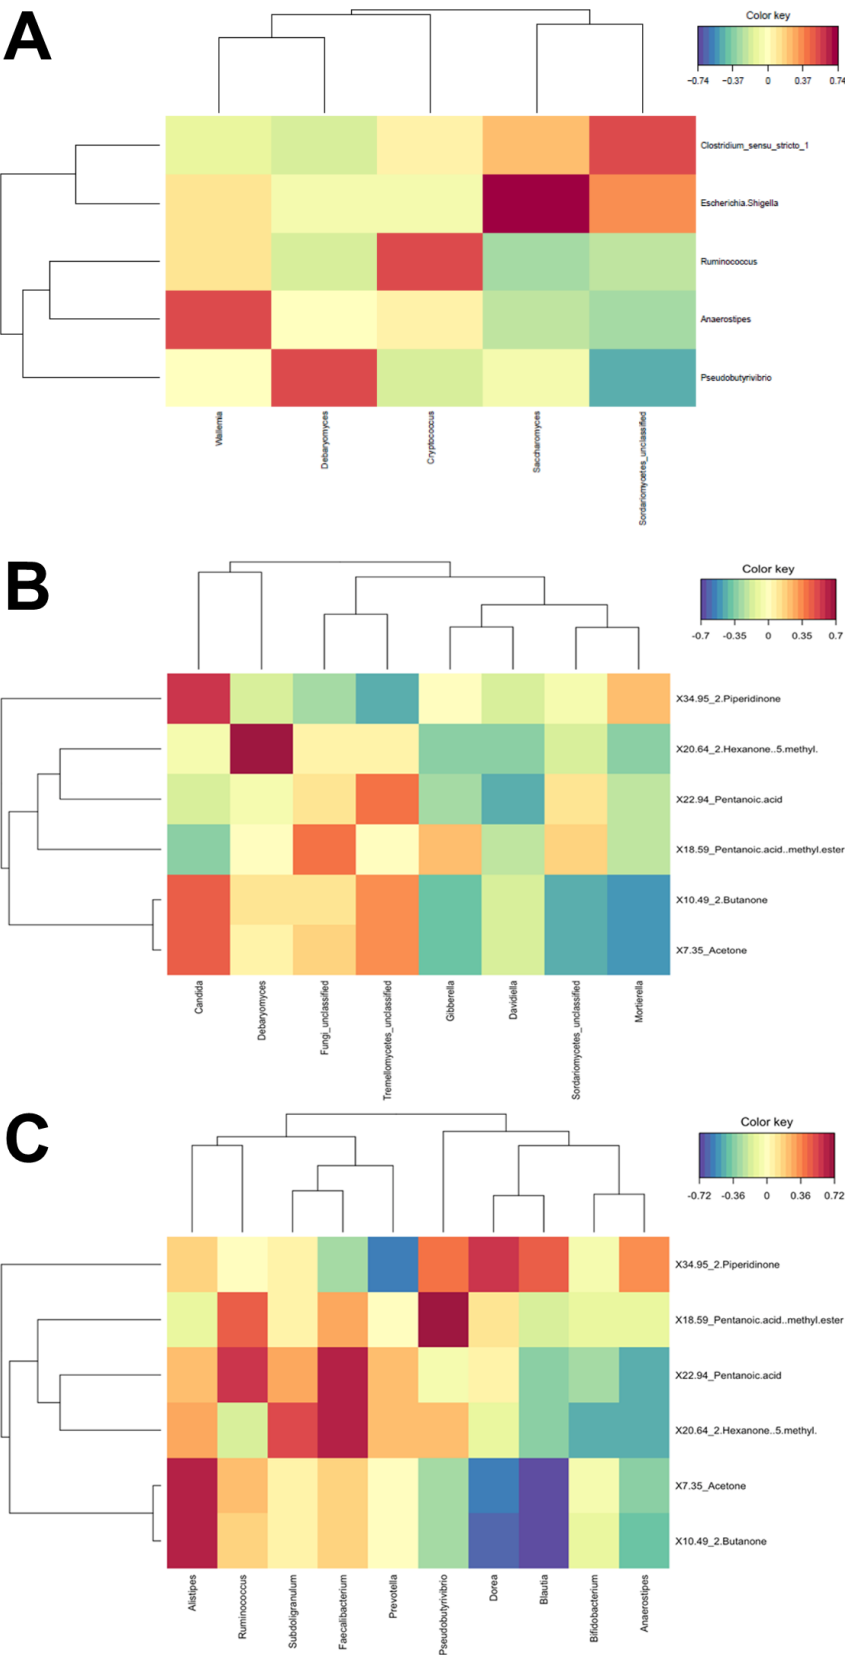 A
Color key
−0.74 −0.37 0 0.37 0.74
Clostridium_sensu_stricto_1
Escherichia.Shigella
Ruminococcus
Anaerostipes
Pseudobutyrivibrio
Wallemia
Debaryomyces
Cryptococcus
Saccharomyces
Sordariomycetes_unclassified
B
Color key
-0.7 -0.35 0 0.35 0.7
X34.95_2.Piperidinone
X20.64_2.Hexanone..5.methyl.
X22.94_Pentanoic.acid
X18.59_Pentanoic.acid..methyl.ester
X10.49_2.Butanone
X7.35_Acetone
Candida
Debaryomyces
Fungi_unclassified
Tremellomycetes_unclassified
Gibberella
Davidiella
Sordariomycetes_unclassified
Mortierella
C
Color key
-0.72 -0.36 0 0.36 0.72
X34.95_2.Piperidinone
X18.59_Pentanoic.acid..methyl.ester
X22.94_Pentanoic.acid
X20.64_2.Hexanone..5.methyl.
X7.35_Acetone
X10.49_2.Butanone
Alistipes
Ruminococcus
Subdoligranulum
Faecalibacterium
Prevotella
Pseudobutyrivibrio
Dorea
Blautia
Bifidobacterium
Anaerostipes